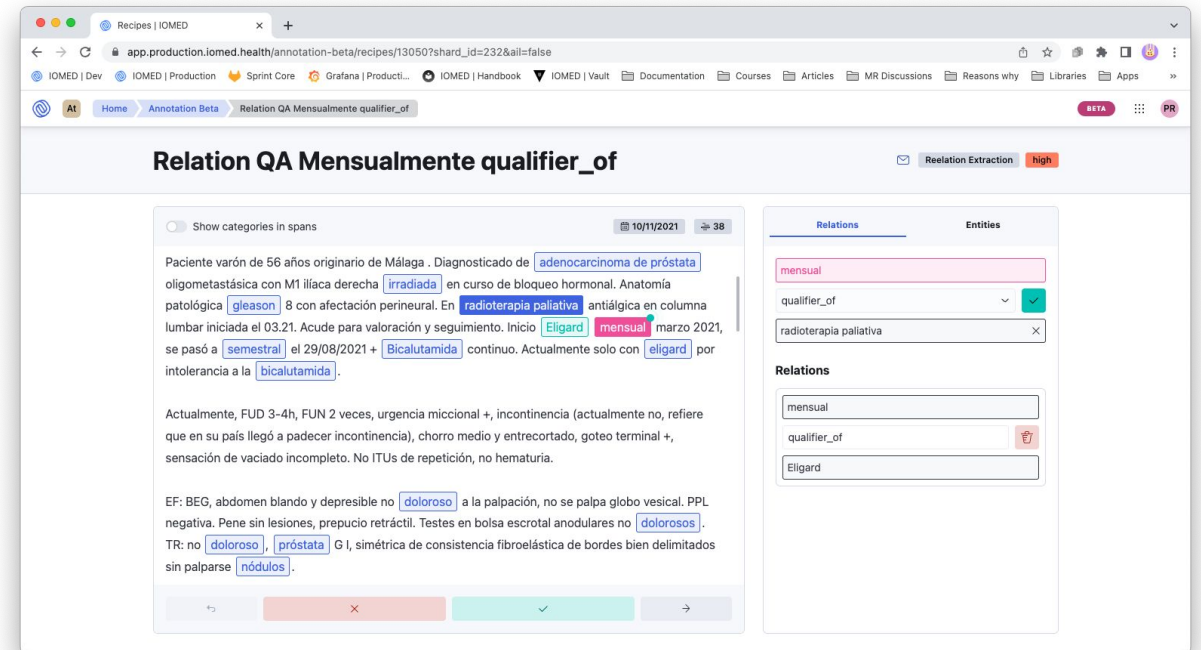 Recipes | IOMED
app.production.iomed.health/annotation-beta/recipes/13050?shard_id=232&ail=false
IOMED | Dev IOMED | Production Sprint Core Grafana | Producti... IOMED | Handbook IOMED | Vault Documentation Courses Articles MR Discussions Reasons why Libraries Apps »
At Home Annotation Beta Relation QA Mensualmente qualifier_of BETA PR
Relation QA Mensualmente qualifier_of
Reelation Extraction high
Show categories in spans 10/11/2021 38
Paciente varón de 56 años originario de Málaga . Diagnosticado de adenocarcinoma de próstata
oligometastásica con M1 ilíaca derecha irradiada en curso de bloqueo hormonal. Anatomía
patológica gleason 8 con afectación perineural. En radioterapia paliativa antiálgica en columna
lumbar iniciada el 03.21. Acude para valoración y seguimiento. Inicio Eligard mensual marzo 2021,
se pasó a semestral el 29/08/2021 + Bicalutamida continuo. Actualmente solo con eligard por
intolerancia a la bicalutamida .
Actualmente, FUD 3-4h, FUN 2 veces, urgencia miccional +, incontinencia (actualmente no, refiere
que en su país llegó a padecer incontinencia), chorro medio y entrecortado, goteo terminal +,
sensación de vaciado incompleto. No ITUs de repetición, no hematuria.
EF: BEG, abdomen blando y depresible no doloroso a la palpación, no se palpa globo vesical. PPL
negativa. Pene sin lesiones, prepucio retráctil. Testes en bolsa escrotal anodulares no dolorosos .
TR: no doloroso , próstata G I, simétrica de consistencia fibroelástica de bordes bien delimitados
sin palparse nódulos .
Relations Entities
mensual
qualifier_of
radioterapia paliativa
Relations
mensual
qualifier_of
Eligard